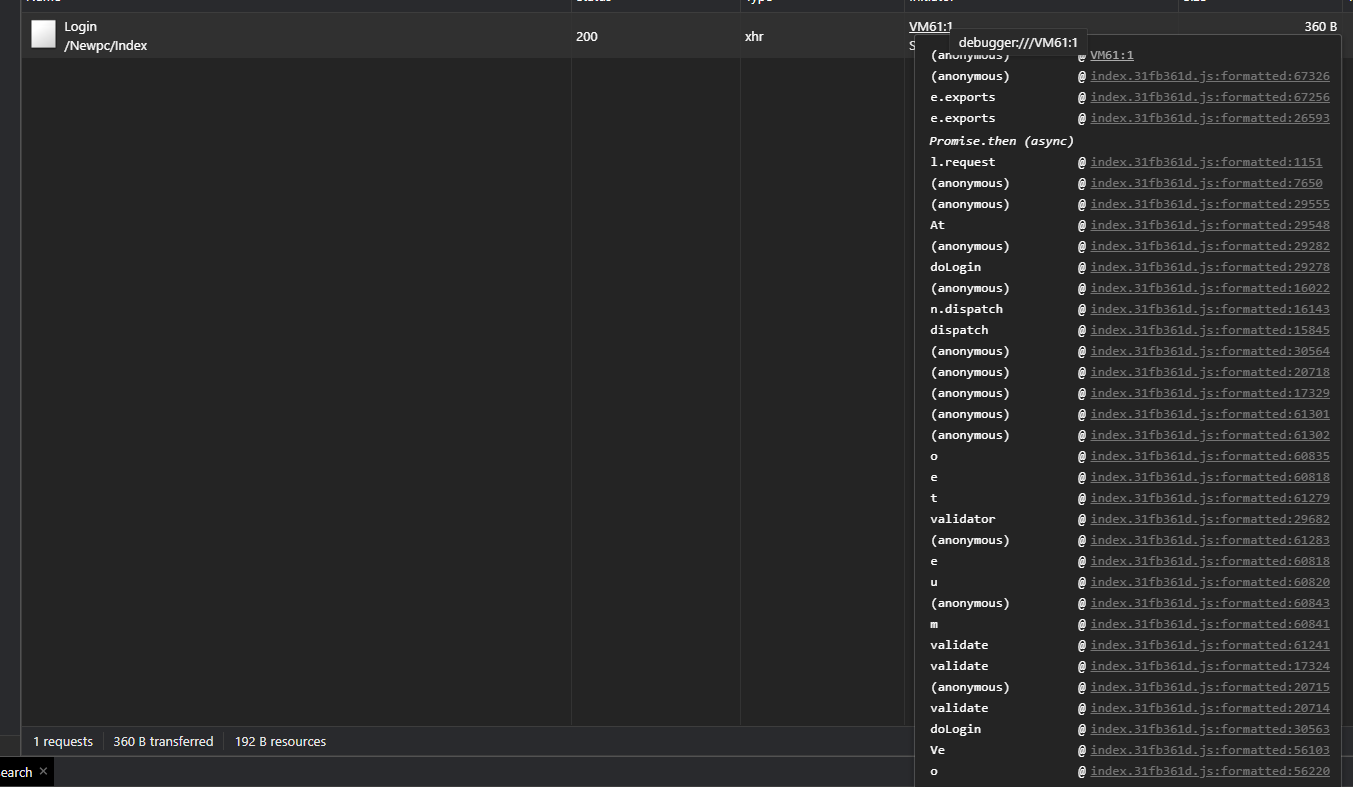 Name Status Type Initiator Size
Login
/Newpc/Index
200
xhr
VM61:1
360 B
debugger:///VM61:1
(anonymous) @ VM61:1
(anonymous) @ index.31fb361d.js:formatted:67326
e.exports @ index.31fb361d.js:formatted:67256
e.exports @ index.31fb361d.js:formatted:26593
Promise.then (async)
l.request @ index.31fb361d.js:formatted:1151
(anonymous) @ index.31fb361d.js:formatted:7650
(anonymous) @ index.31fb361d.js:formatted:29555
At @ index.31fb361d.js:formatted:29548
(anonymous) @ index.31fb361d.js:formatted:29282
doLogin @ index.31fb361d.js:formatted:29278
(anonymous) @ index.31fb361d.js:formatted:16022
n.dispatch @ index.31fb361d.js:formatted:16143
dispatch @ index.31fb361d.js:formatted:15845
(anonymous) @ index.31fb361d.js:formatted:30564
(anonymous) @ index.31fb361d.js:formatted:20718
(anonymous) @ index.31fb361d.js:formatted:17329
(anonymous) @ index.31fb361d.js:formatted:61301
(anonymous) @ index.31fb361d.js:formatted:61302
o @ index.31fb361d.js:formatted:60835
e @ index.31fb361d.js:formatted:60818
t @ index.31fb361d.js:formatted:61279
validator @ index.31fb361d.js:formatted:29682
(anonymous) @ index.31fb361d.js:formatted:61283
e @ index.31fb361d.js:formatted:60818
u @ index.31fb361d.js:formatted:60820
(anonymous) @ index.31fb361d.js:formatted:60843
m @ index.31fb361d.js:formatted:60841
validate @ index.31fb361d.js:formatted:61241
validate @ index.31fb361d.js:formatted:17324
(anonymous) @ index.31fb361d.js:formatted:20715
validate @ index.31fb361d.js:formatted:20714
doLogin @ index.31fb361d.js:formatted:30563
Ve @ index.31fb361d.js:formatted:56103
o @ index.31fb361d.js:formatted:56220
1 requests 360 B transferred 192 B resources
earch ×